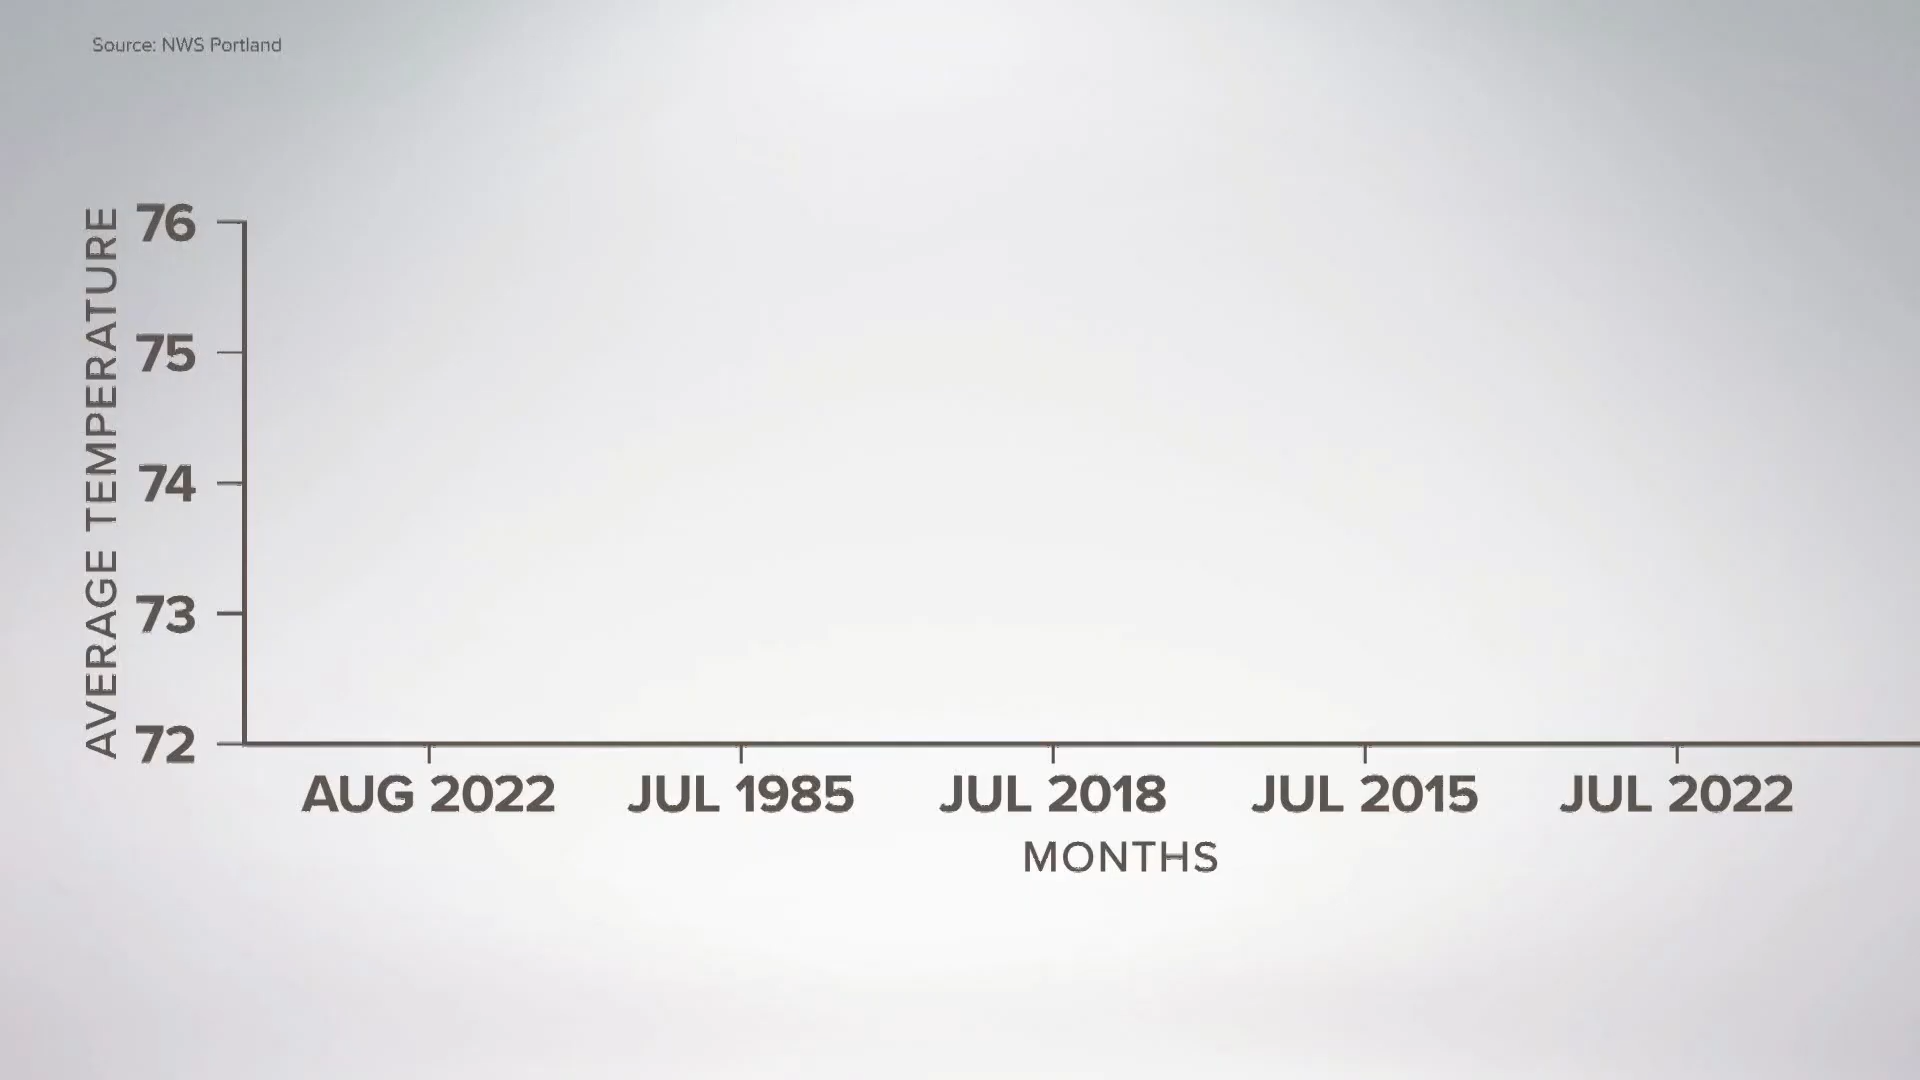 Source: NWS Portland
AVERAGE TEMPERATURE
76
75
74
73
72
AUG 2022
JUL 1985
JUL 2018
JUL 2015
JUL 2022
MONTHS